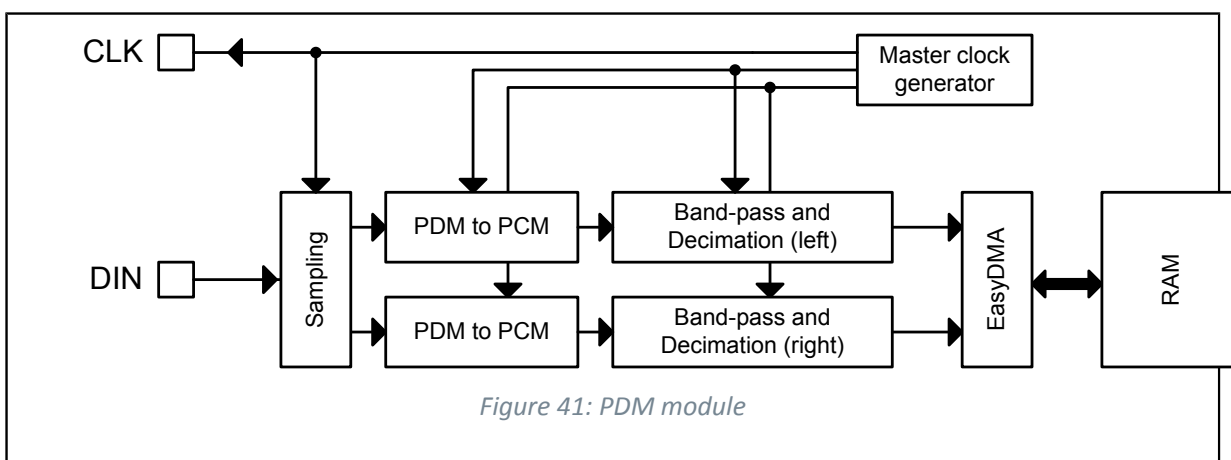 CLK
Master clock
generator
DIN
Sampling
PDM to PCM
Band-pass and
Decimation (left)
PDM to PCM
Band-pass and
Decimation (right)
EasyDMA
RAM
Figure 41: PDM module